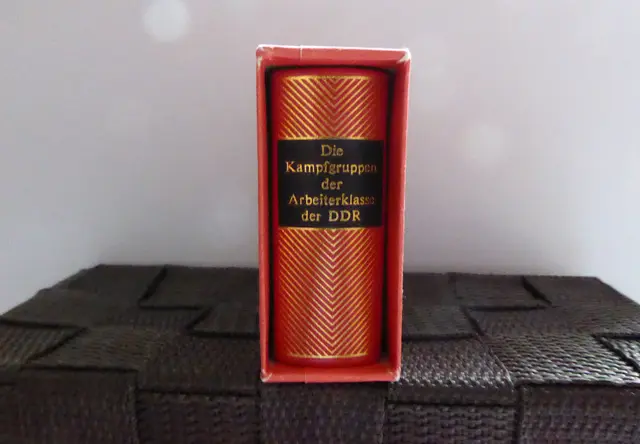 Die
Kampfgruppen
der
Arbeiterklasse
der DDR